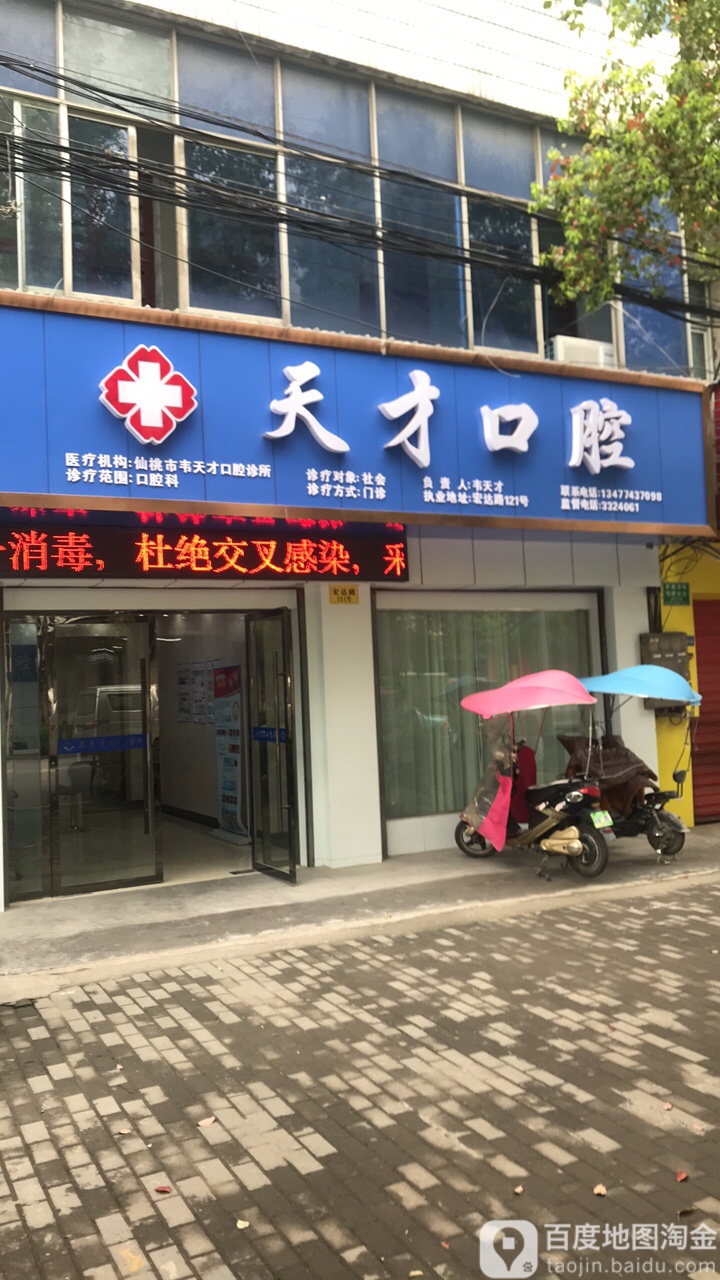 天才口腔
医疗机构:仙桃市韦天才口腔诊所
诊疗范围:口腔科
诊疗对象:社会
诊疗方式:门诊
负责人:韦天才
执业地址:宏达路121号
联系电话:13477437098
监督电话:3324061
消毒，杜绝交叉感染，采
宏达路
百度地图淘金
taojin.baidu.com